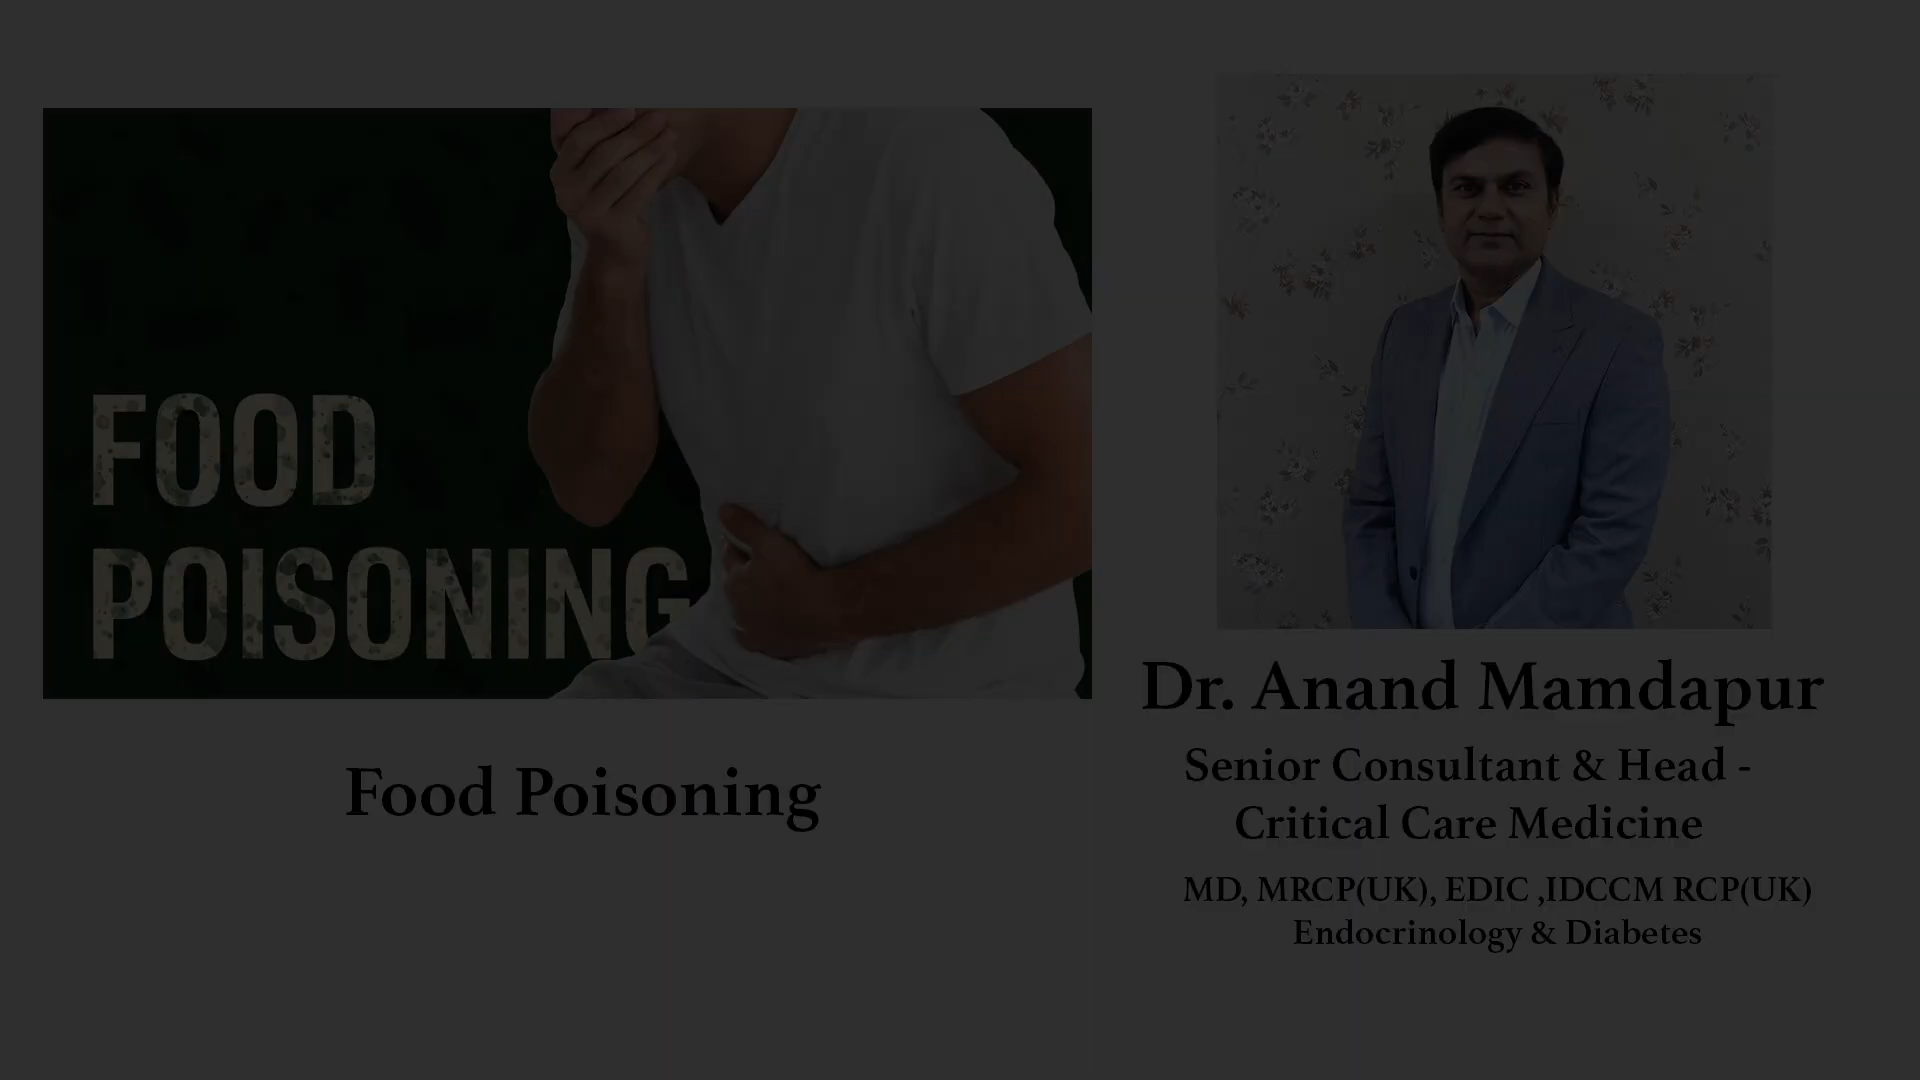 FOOD
POISONING
Food Poisoning
Dr. Anand Mamdapur
Senior Consultant & Head -
Critical Care Medicine
MD, MRCP(UK), EDIC ,IDCCM RCP(UK)
Endocrinology & Diabetes